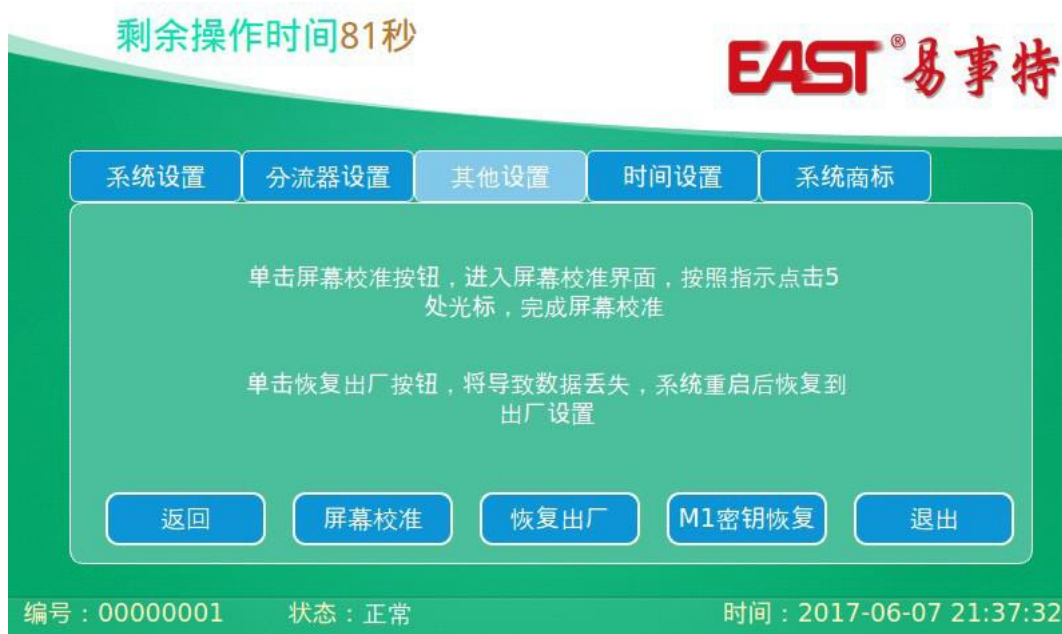 剩余操作时间81秒
EAST®易事特
系统设置 分流器设置 其他设置 时间设置 系统商标
单击屏幕校准按钮，进入屏幕校准界面，按照指示点击5
处光标，完成屏幕校准
单击恢复出厂按钮，将导致数据丢失，系统重启后恢复到
出厂设置
返回 屏幕校准 恢复出厂 M1密钥恢复 退出
编号：00000001 状态：正常 时间：2017-06-07 21:37:32